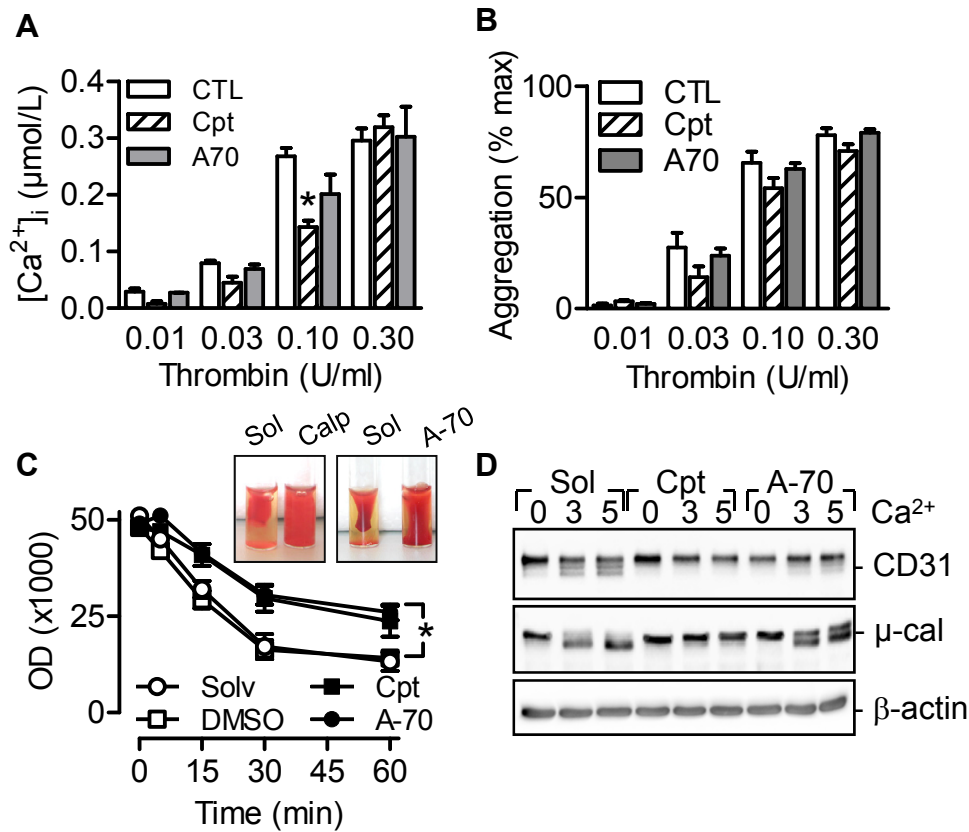 A
[Ca²⁺]ᵢ (µmol/L)
0.4
0.3
0.2
0.1
0.0
CTL
Cpt
A70
*
0.01 0.03 0.10 0.30
Thrombin (U/ml)
B
Aggregation (% max)
100
50
0
CTL
Cpt
A70
0.01 0.03 0.10 0.30
Thrombin (U/ml)
C
Sol Calp Sol A-70
OD (x1000)
50
25
0
*
Solv Cpt
DMSO A-70
0 15 30 45 60
Time (min)
D
Sol Cpt A-70
0 3 5 0 3 5 0 3 5 Ca²⁺
CD31
µ-cal
β-actin